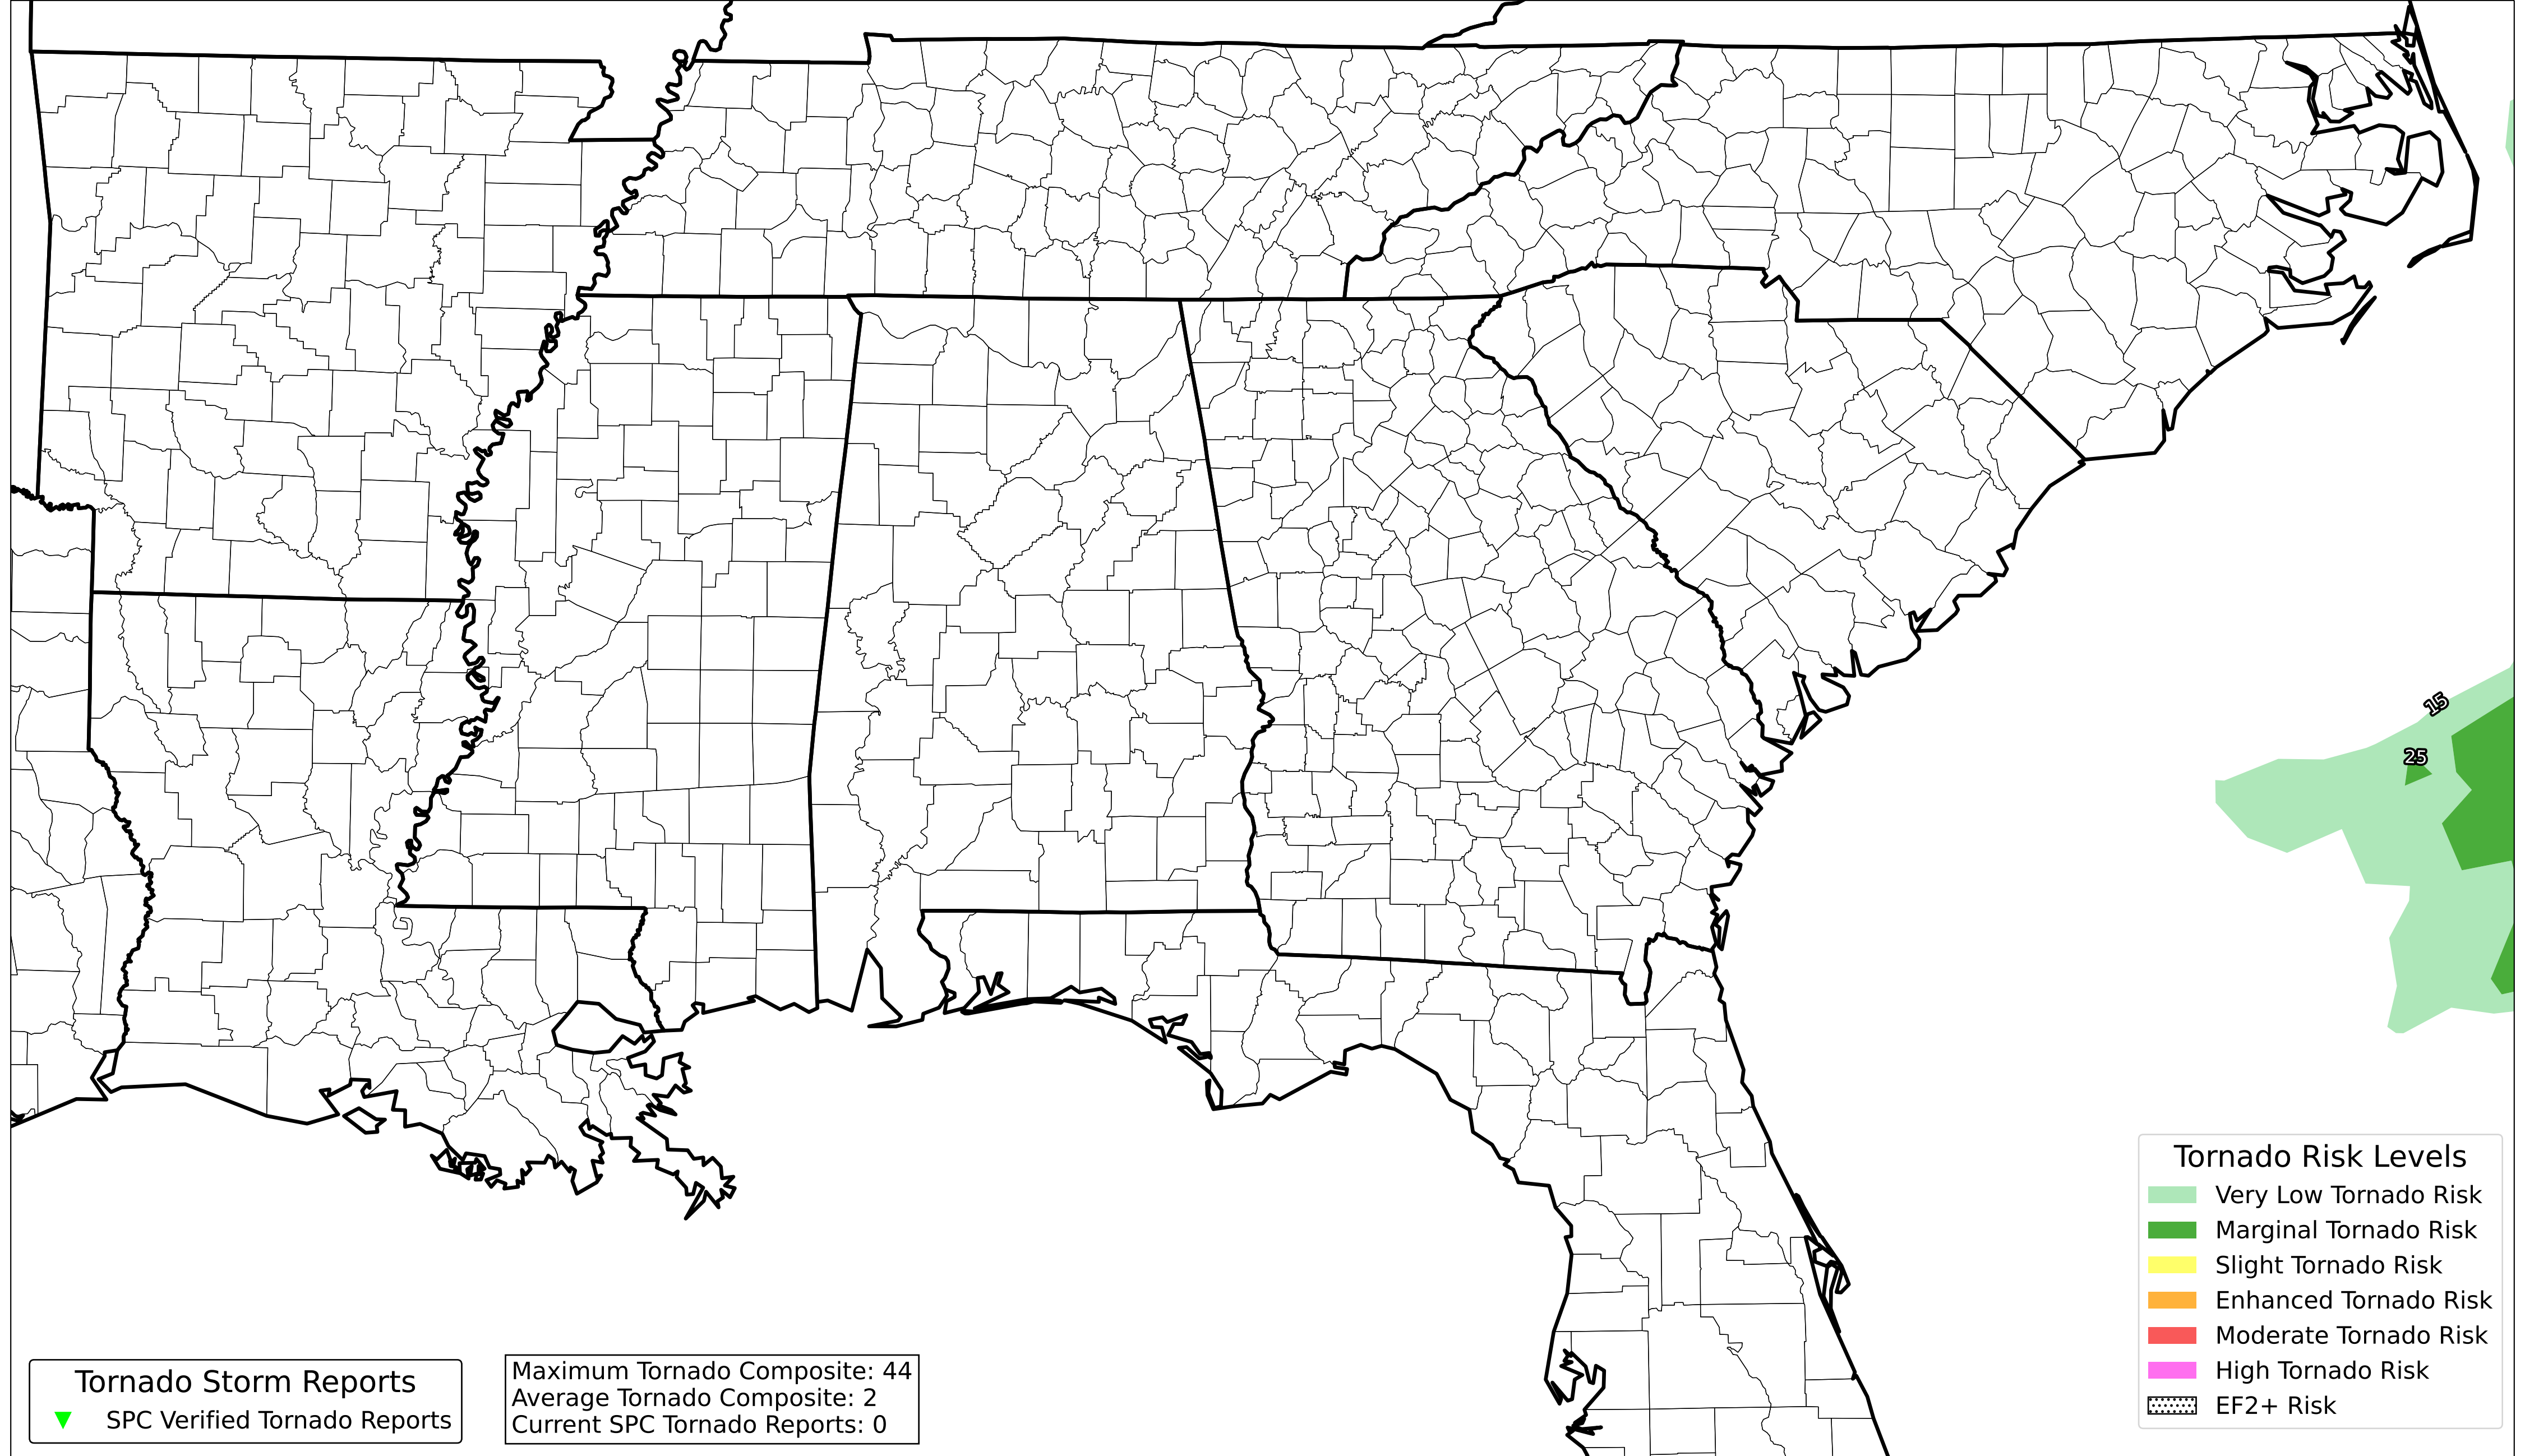 15
25
Tornado Risk Levels
Very Low Tornado Risk
Marginal Tornado Risk
Slight Tornado Risk
Enhanced Tornado Risk
Moderate Tornado Risk
High Tornado Risk
EF2+ Risk
Tornado Storm Reports
SPC Verified Tornado Reports
Maximum Tornado Composite: 44
Average Tornado Composite: 2
Current SPC Tornado Reports: 0